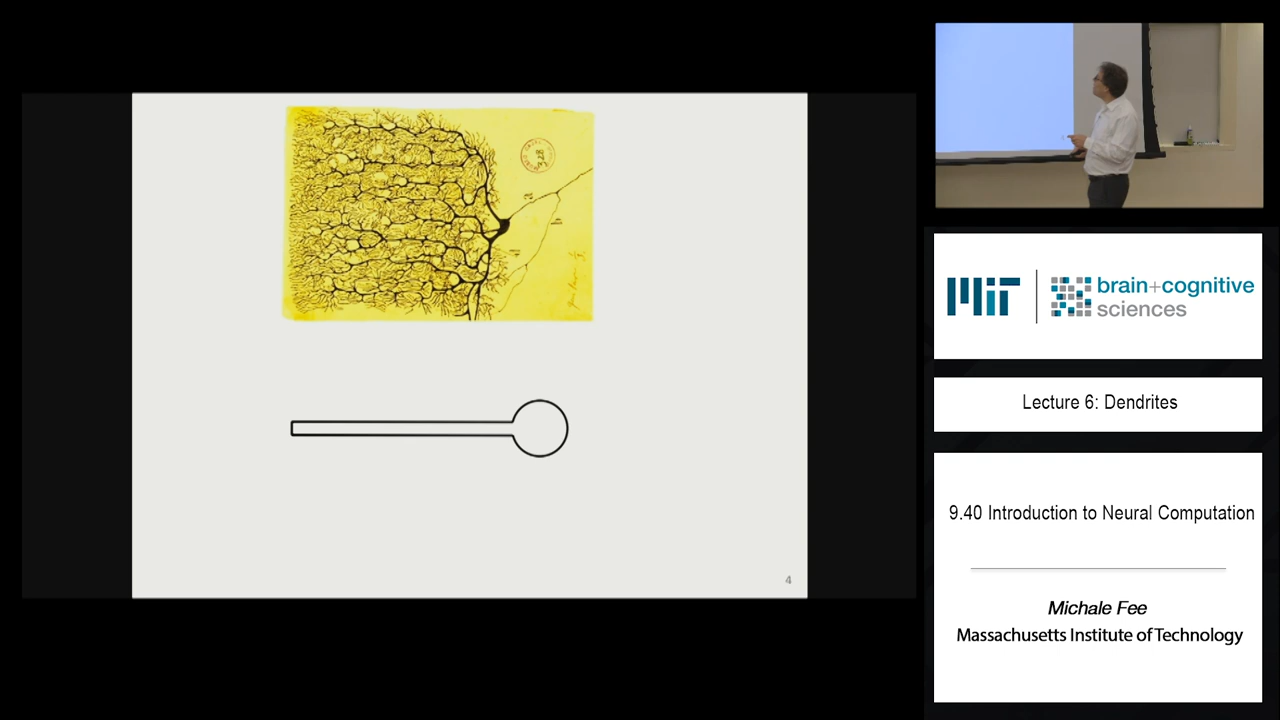 4
MIT
brain+cognitive
sciences
Lecture 6: Dendrites
9.40 Introduction to Neural Computation
Michale Fee
Massachusetts Institute of Technology